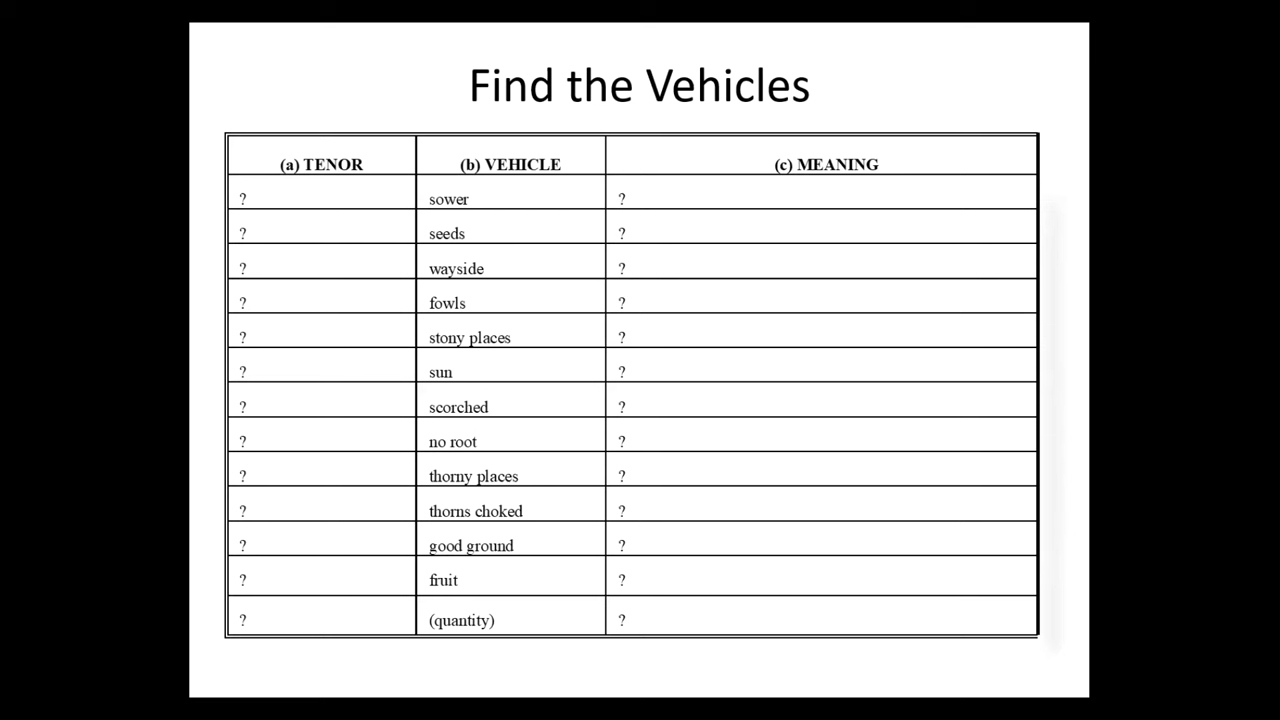 Find the Vehicles
(a) TENOR (b) VEHICLE (c) MEANING
? sower ?
? seeds ?
? wayside ?
? fowls ?
? stony places ?
? sun ?
? scorched ?
? no root ?
? thorny places ?
? thorns choked ?
? good ground ?
? fruit ?
? (quantity) ?